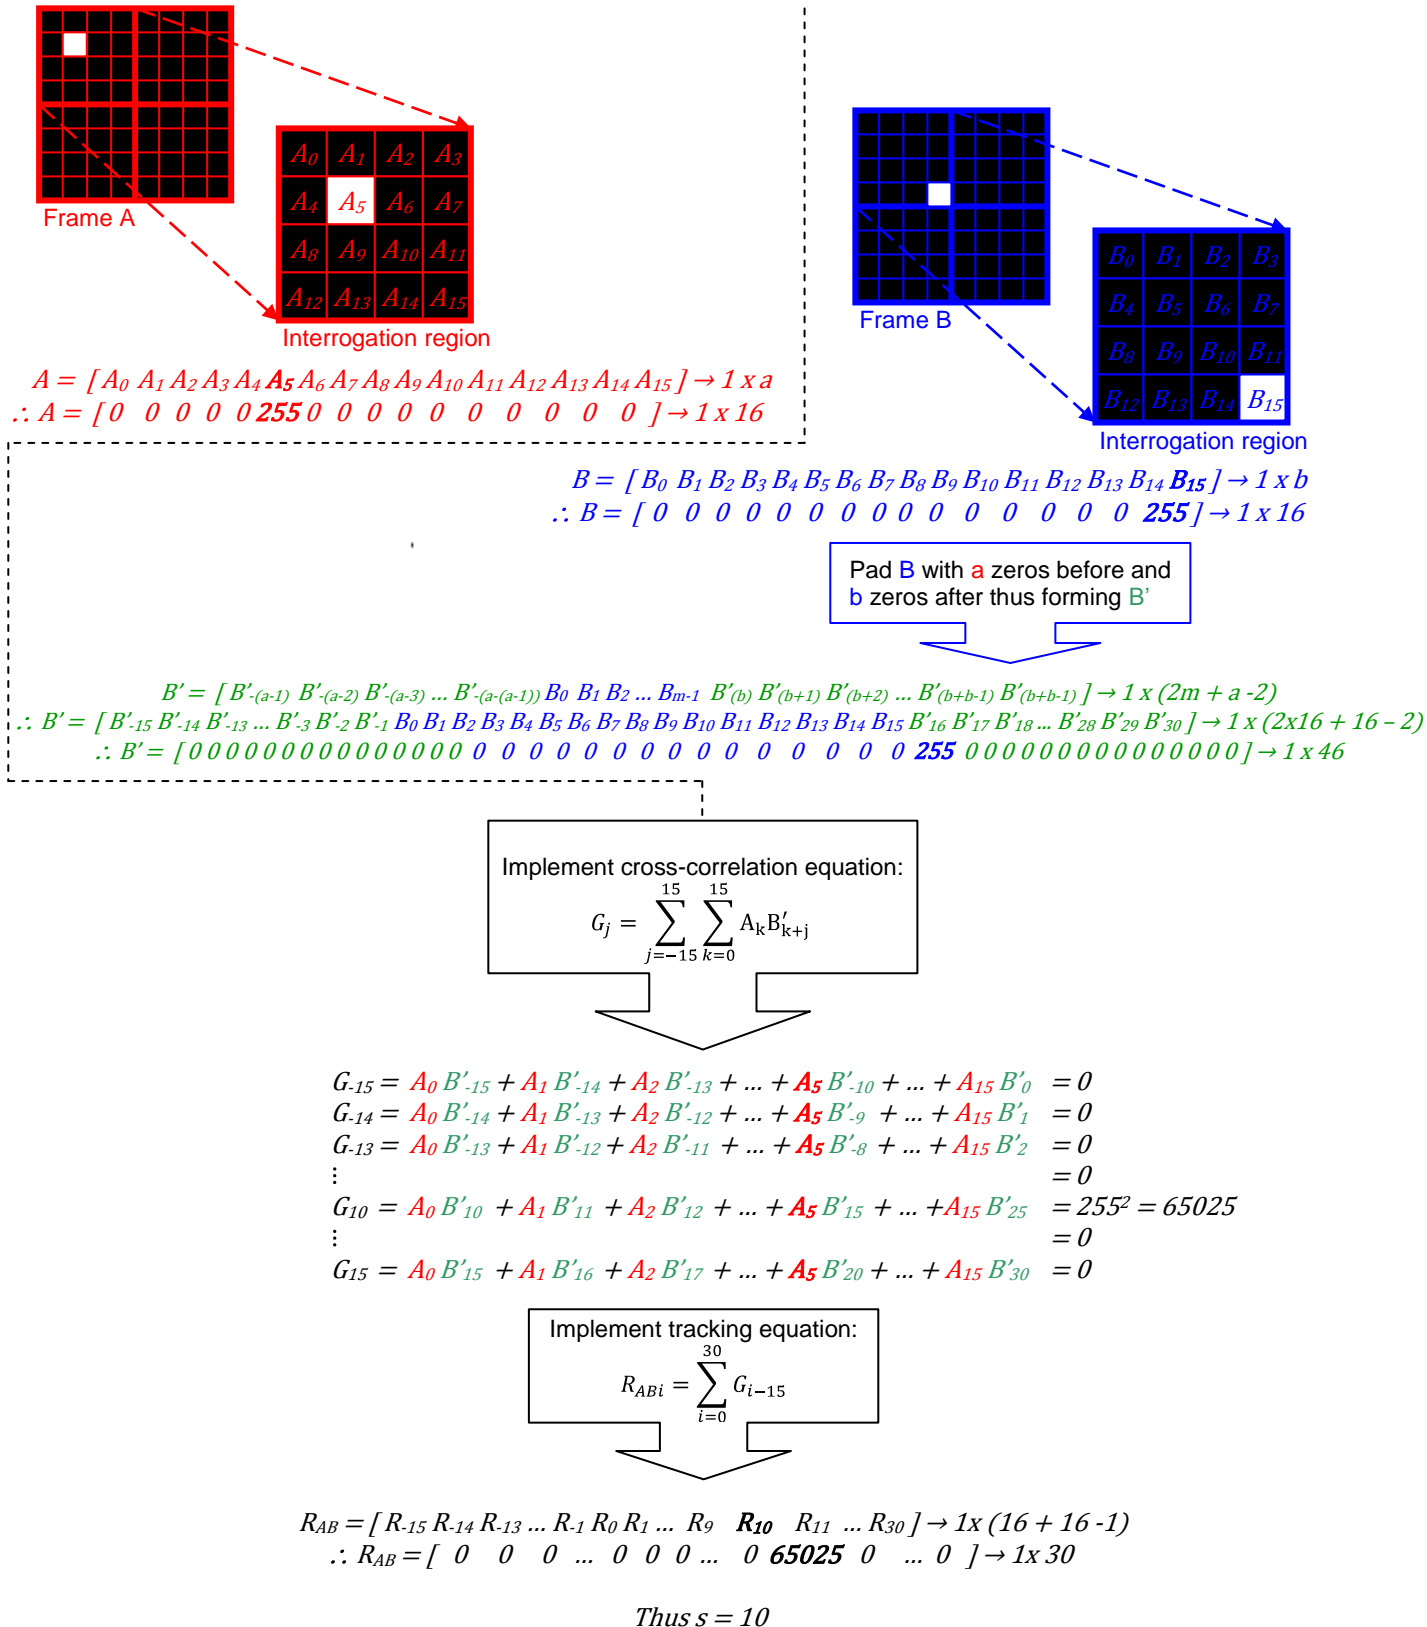 A0 A1 A2 A3
A4 A5 A6 A7
A8 A9 A10 A11
A12 A13 A14 A15
Frame A
Interrogation region
A = [ A0 A1 A2 A3 A4 A5 A6 A7 A8 A9 A10 A11 A12 A13 A14 A15 ] → 1 x a
∴ A = [ 0 0 0 0 0 255 0 0 0 0 0 0 0 0 0 0 ] → 1 x 16
B0 B1 B2 B3
B4 B5 B6 B7
B8 B9 B10 B11
B12 B13 B14 B15
Frame B
Interrogation region
B = [ B0 B1 B2 B3 B4 B5 B6 B7 B8 B9 B10 B11 B12 B13 B14 B15 ] → 1 x b
∴ B = [ 0 0 0 0 0 0 0 0 0 0 0 0 0 0 0 255 ] → 1 x 16
Pad B with a zeros before and
b zeros after thus forming B’
B’ = [ B’-(a-1) B’-(a-2) B’-(a-3) ... B’-(a-(a-1)) B0 B1 B2 ... Bm-1 B’(b) B’(b+1) B’(b+2) ... B’(b+b-1) B’(b+b-1) ] → 1 x (2m + a -2)
∴ B’ = [ B’-15 B’-14 B’-13 ... B’-3 B’-2 B’-1 B0 B1 B2 B3 B4 B5 B6 B7 B8 B9 B10 B11 B12 B13 B14 B15 B’16 B’17 B’18 ... B’28 B’29 B’30 ] → 1 x (2x16 + 16 – 2)
∴ B’ = [ 0 0 0 0 0 0 0 0 0 0 0 0 0 0 0 0 0 0 0 0 0 0 0 0 0 0 0 0 0 0 255 0 0 0 0 0 0 0 0 0 0 0 0 0 0 0 ] → 1 x 46
Implement cross-correlation equation:
G_j = ∑_{j=−15}^{15} ∑_{k=0}^{15} A_k B′_{k+j}
G-15 = A0 B’-15 + A1 B’-14 + A2 B’-13 + ... + A5 B’-10 + ... + A15 B’0 = 0
G-14 = A0 B’-14 + A1 B’-13 + A2 B’-12 + ... + A5 B’-9 + ... + A15 B’1 = 0
G-13 = A0 B’-13 + A1 B’-12 + A2 B’-11 + ... + A5 B’-8 + ... + A15 B’2 = 0
⋮ = 0
G10 = A0 B’10 + A1 B’11 + A2 B’12 + ... + A5 B’15 + ... +A15 B’25 = 255² = 65025
⋮ = 0
G15 = A0 B’15 + A1 B’16 + A2 B’17 + ... + A5 B’20 + ... + A15 B’30 = 0
Implement tracking equation:
R_{ABi} = ∑_{i=0}^{30} G_{i−15}
RAB = [ R-15 R-14 R-13 ... R-1 R0 R1 ... R9 R10 R11 ... R30 ] → 1x (16 + 16 -1)
∴ RAB = [ 0 0 0 ... 0 0 0 ... 0 65025 0 ... 0 ] → 1x 30
Thus s = 10